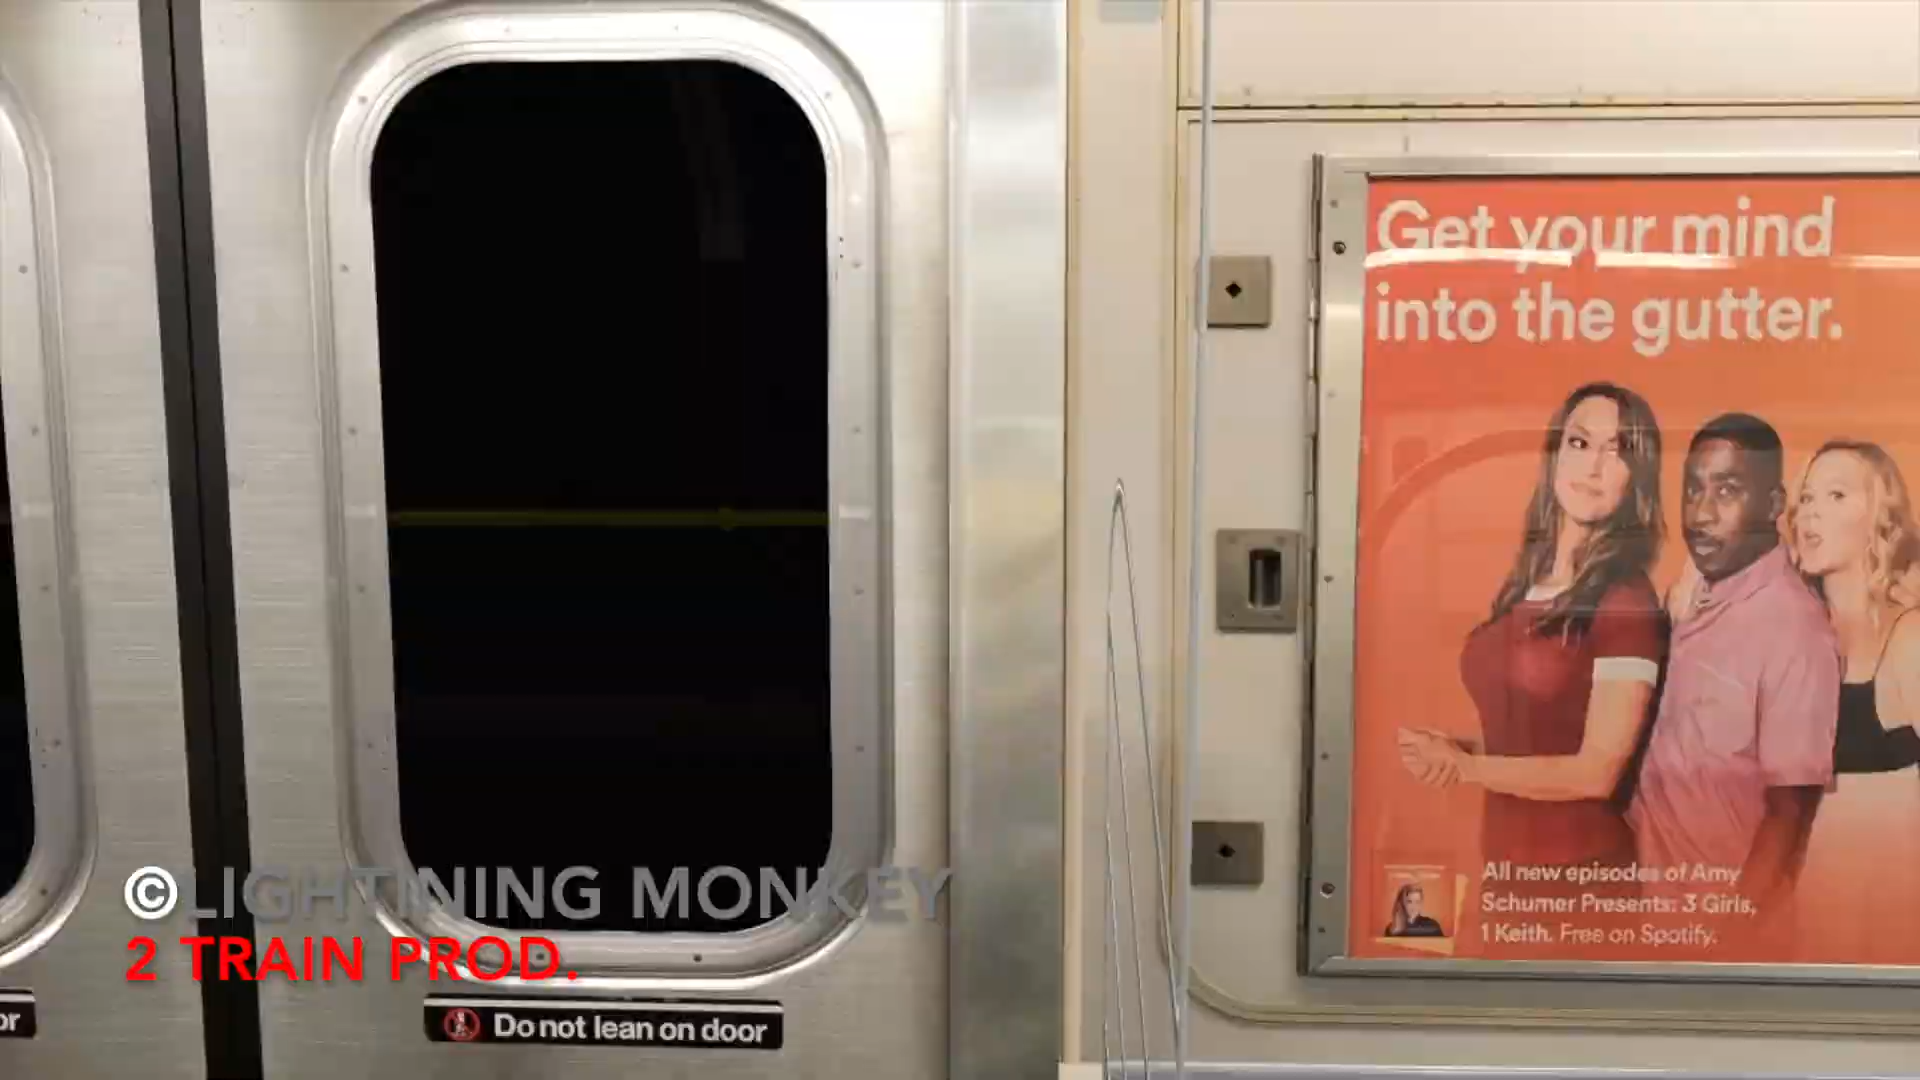 Get your mind
into the gutter.
All new episodes of Amy
Schumer Presents: 3 Girls,
1 Keith. Free on Spotify.
©LIGHTNING MONKEY
2 TRAIN PROD.
or
Do not lean on door